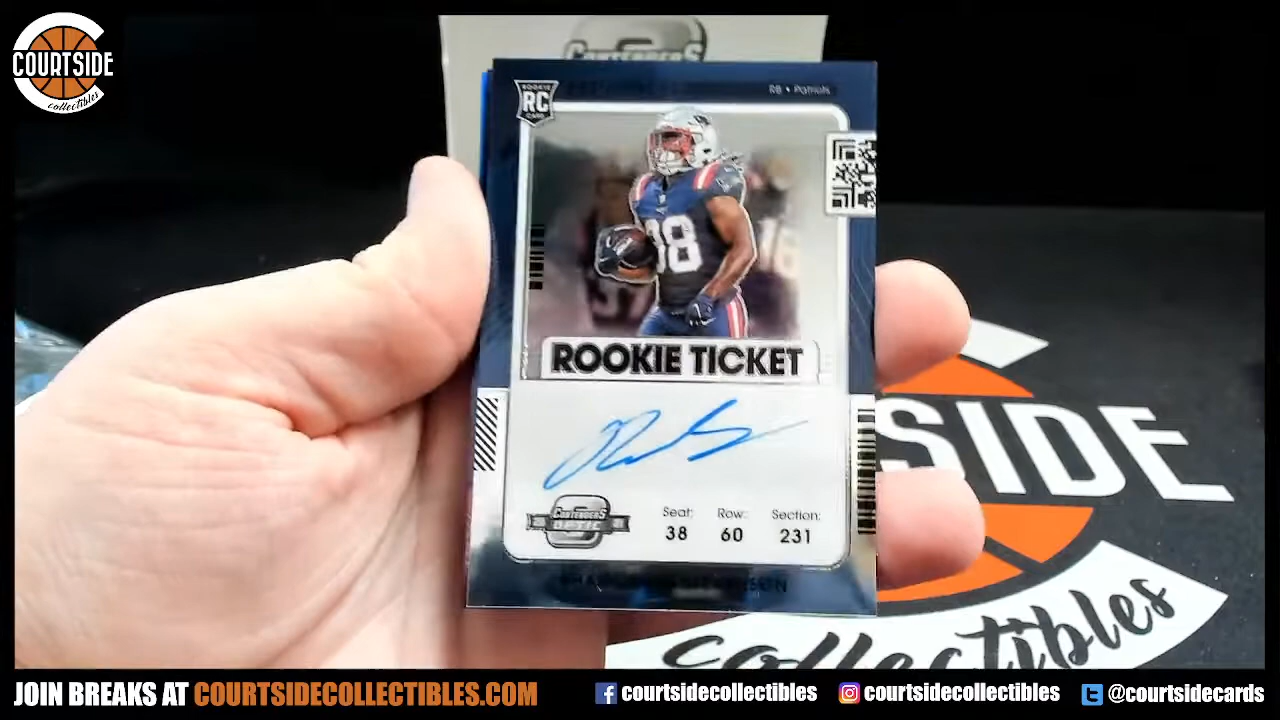 COURTSIDE
collectibles
CONTENDERS
ROOKIE
RC
CARD
RB • Patriots
38
ROOKIE TICKET
CONTENDERS
OPTIC
Seat: Row: Section:
38 60 231
SIDE
collectibles
JOIN BREAKS AT COURTSIDECOLLECTIBLES.COM
courtsidecollectibles
courtsidecollectibles
@courtsidecards